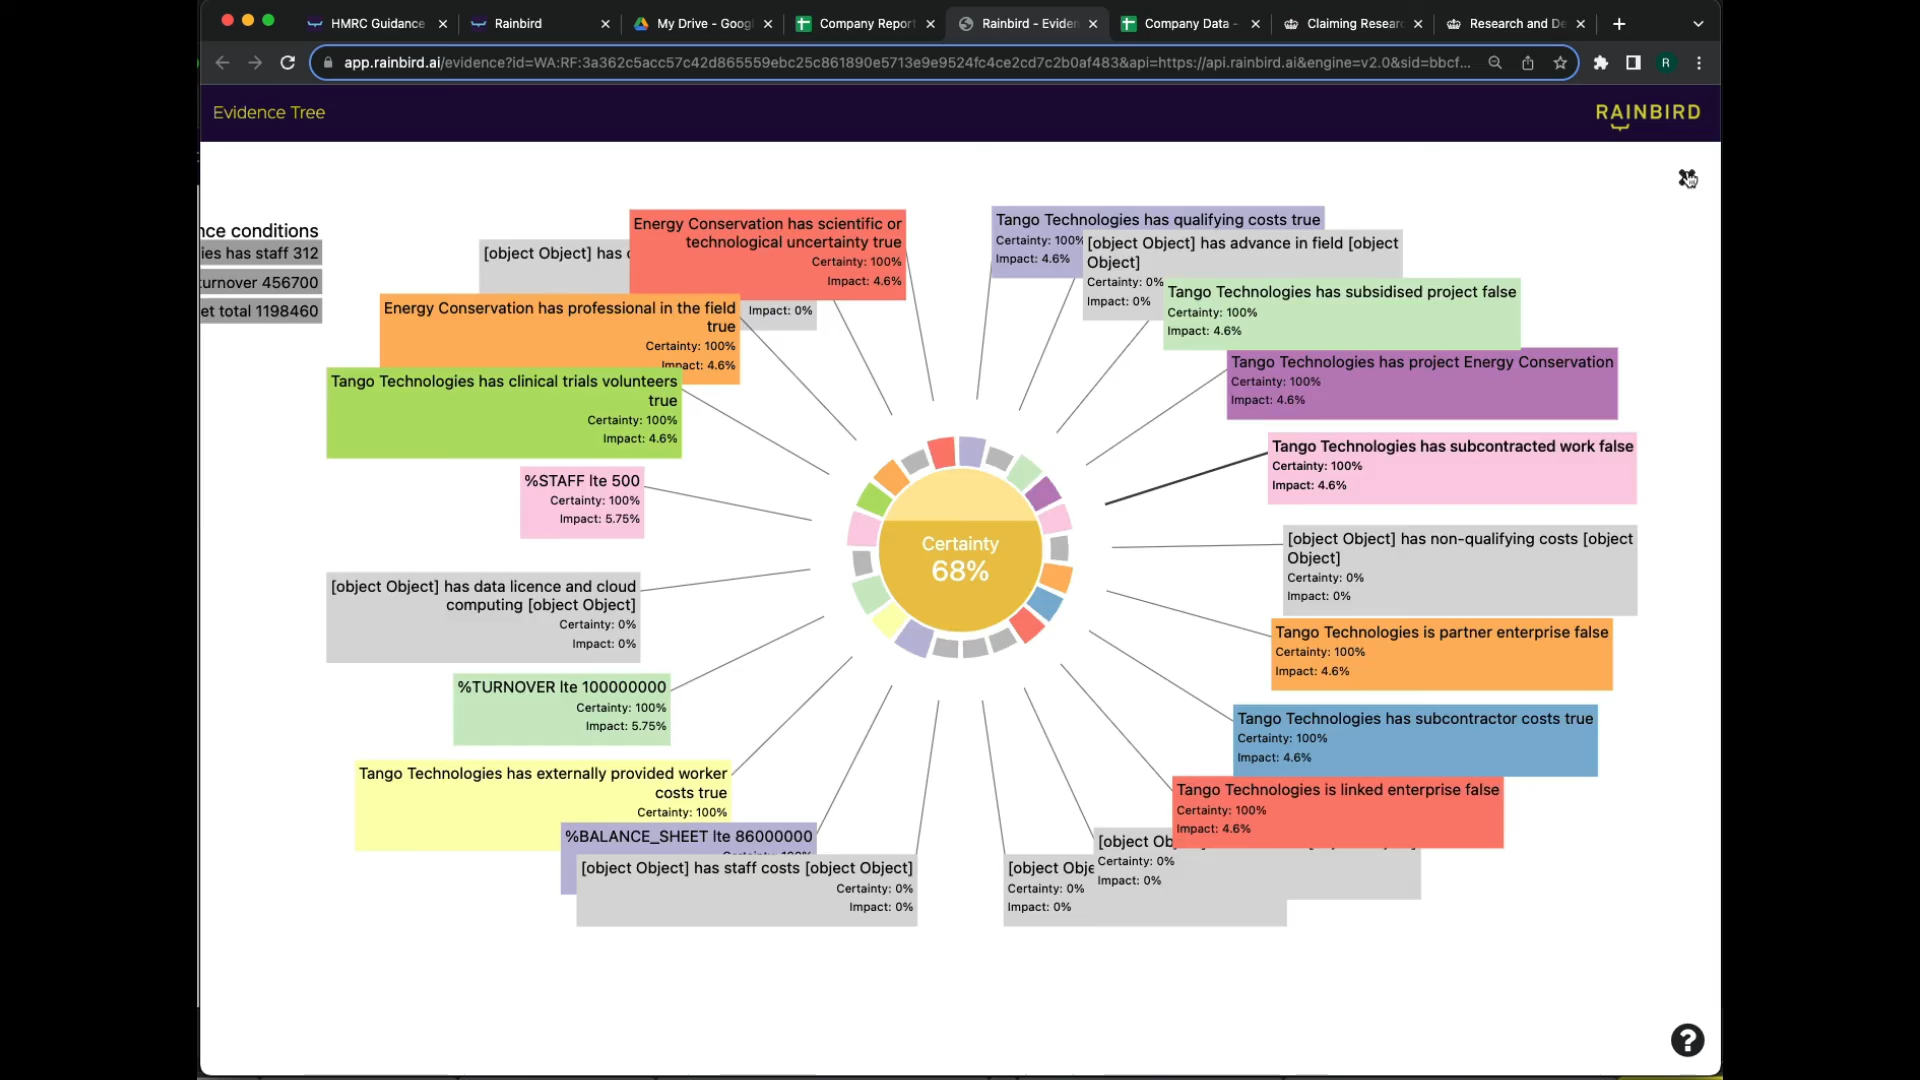 HMRC Guidance
Rainbird
My Drive - Goog
Company Report
Rainbird - Eviden
Company Data -
Claiming Researc
Research and De
app.rainbird.ai/evidence?id=WA:RF:3a362c5acc57c42d865559ebc25c861890e5713e9e9524fc4ce2cd7c2b0af483&api=https://api.rainbird.ai&engine=v2.0&sid=bbcf...
R
Evidence Tree
RAINBIRD
nce conditions
ies has staff 312
turnover 456700
et total 1198460
[object Object] has
Impact: 0%
Energy Conservation has scientific or
technological uncertainty true
Certainty: 100%
Impact: 4.6%
Energy Conservation has professional in the field
true
Certainty: 100%
Impact: 4.6%
Tango Technologies has clinical trials volunteers
true
Certainty: 100%
Impact: 4.6%
%STAFF lte 500
Certainty: 100%
Impact: 5.75%
[object Object] has data licence and cloud
computing [object Object]
Certainty: 0%
Impact: 0%
%TURNOVER lte 100000000
Certainty: 100%
Impact: 5.75%
Tango Technologies has externally provided worker
costs true
Certainty: 100%
%BALANCE_SHEET lte 86000000
Certainty: 100%
[object Object] has staff costs [object Object]
Certainty: 0%
Impact: 0%
Certainty
68%
Tango Technologies has qualifying costs true
Certainty: 100%
Impact: 4.6%
[object Object] has advance in field [object
Object]
Certainty: 0%
Impact: 0%
Tango Technologies has subsidised project false
Certainty: 100%
Impact: 4.6%
Tango Technologies has project Energy Conservation
Certainty: 100%
Impact: 4.6%
Tango Technologies has subcontracted work false
Certainty: 100%
Impact: 4.6%
[object Object] has non-qualifying costs [object
Object]
Certainty: 0%
Impact: 0%
Tango Technologies is partner enterprise false
Certainty: 100%
Impact: 4.6%
Tango Technologies has subcontractor costs true
Certainty: 100%
Impact: 4.6%
Tango Technologies is linked enterprise false
Certainty: 100%
Impact: 4.6%
[object Ob
Certainty: 0%
Impact: 0%
[object Obje
Certainty: 0%
Impact: 0%
?